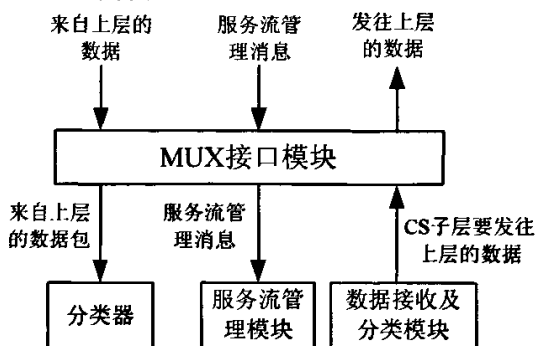 来自上层的
数据
服务流管
理消息
发往上层
的数据
MUX接口模块
来自上层
的数据包
服务流管
理消息
CS子层要发往
上层的数据
分类器
服务流管
理模块
数据接收及
分类模块